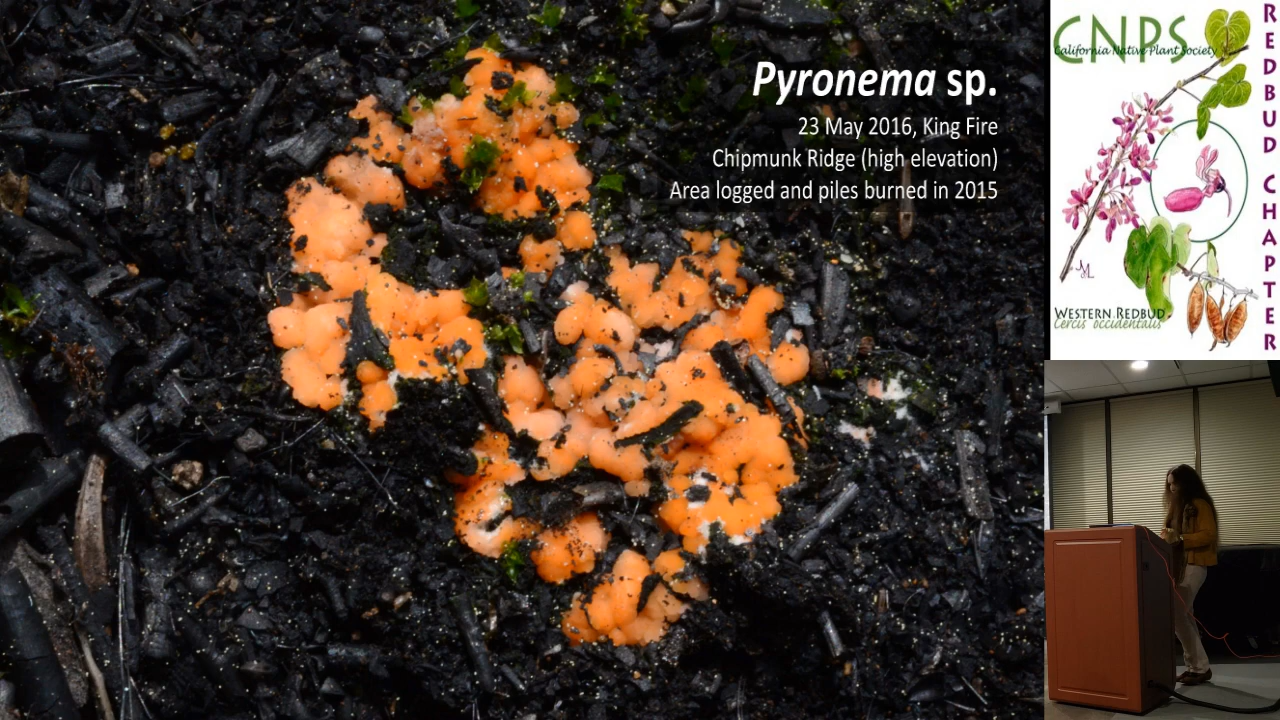 Pyronema sp.
23 May 2016, King Fire
Chipmunk Ridge (high elevation)
Area logged and piles burned in 2015
CNPS
California Native Plant Society
REDBUD CHAPTER
JML
WESTERN REDBUD
Cercis occidentalis